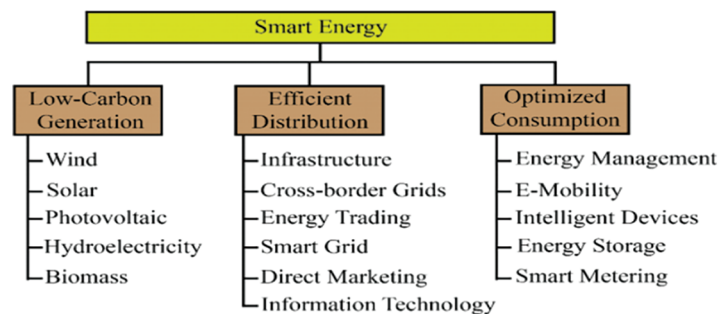 Smart Energy
Low-Carbon
Generation
Wind
Solar
Photovoltaic
Hydroelectricity
Biomass
Efficient
Distribution
Infrastructure
Cross-border Grids
Energy Trading
Smart Grid
Direct Marketing
Information Technology
Optimized
Consumption
Energy Management
E-Mobility
Intelligent Devices
Energy Storage
Smart Metering